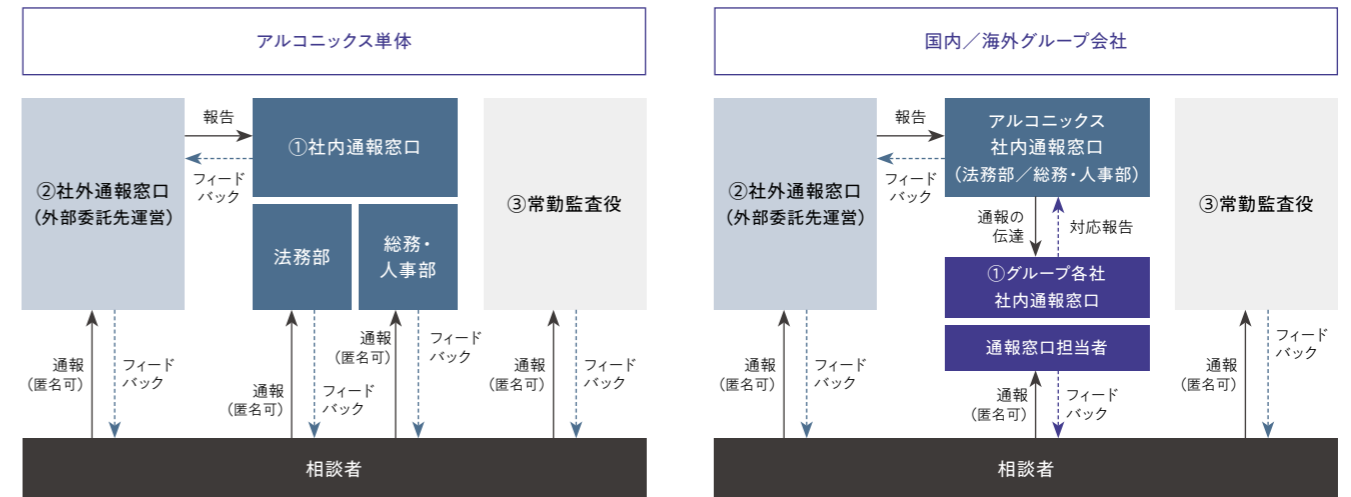 アルコニックス単体
②社外通報窓口
（外部委託先運営）
報告
フィード
バック
①社内通報窓口
法務部
総務・
人事部
③常勤監査役
通報
（匿名可）
フィード
バック
通報
（匿名可）
フィード
バック
通報
（匿名可）
フィード
バック
通報
（匿名可）
フィード
バック
相談者
国内／海外グループ会社
②社外通報窓口
（外部委託先運営）
報告
フィード
バック
アルコニックス
社内通報窓口
（法務部／総務・人事部）
通報の
伝達
対応報告
①グループ各社
社内通報窓口
通報窓口担当者
③常勤監査役
通報
（匿名可）
フィード
バック
通報
（匿名可）
フィード
バック
通報
（匿名可）
フィード
バック
相談者